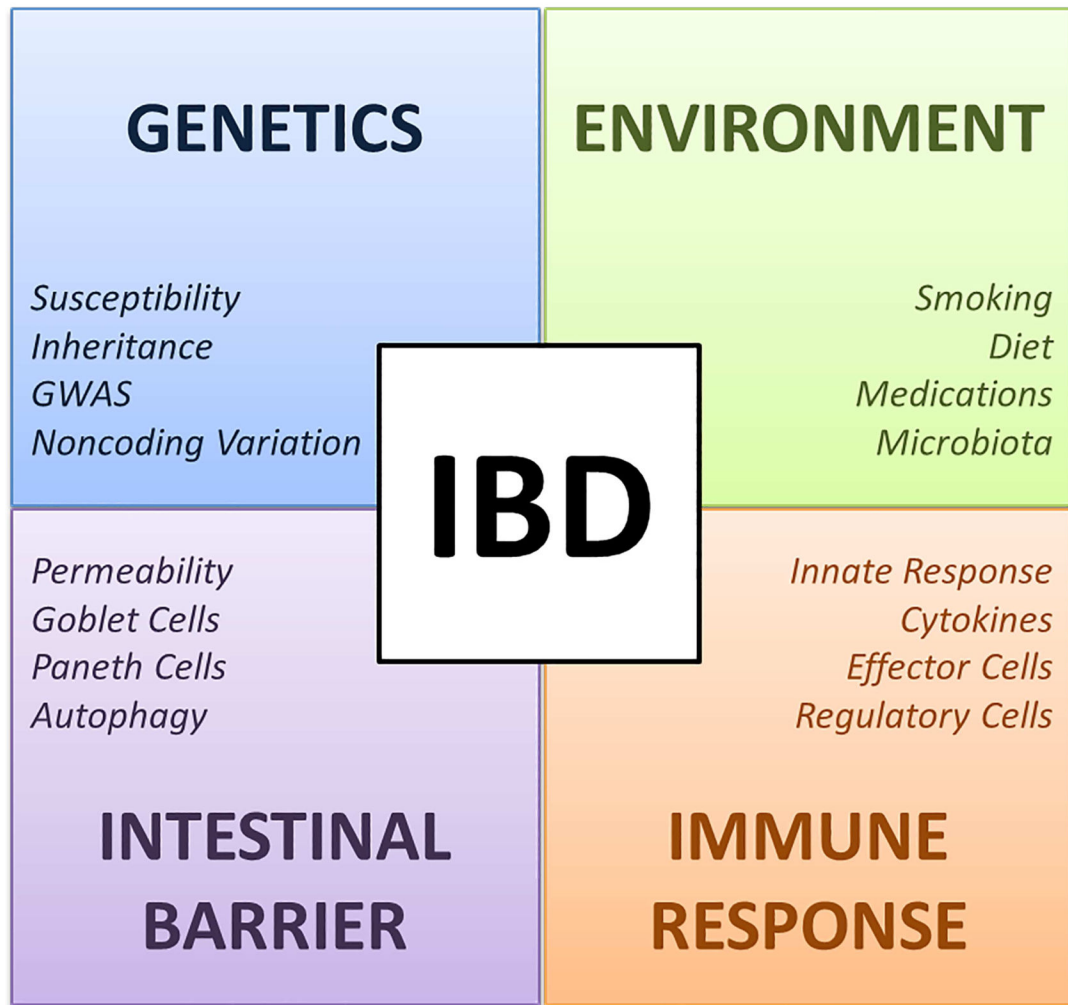 GENETICS
Susceptibility
Inheritance
GWAS
Noncoding Variation
ENVIRONMENT
Smoking
Diet
Medications
Microbiota
IBD
Permeability
Goblet Cells
Paneth Cells
Autophagy
INTESTINAL
BARRIER
Innate Response
Cytokines
Effector Cells
Regulatory Cells
IMMUNE
RESPONSE